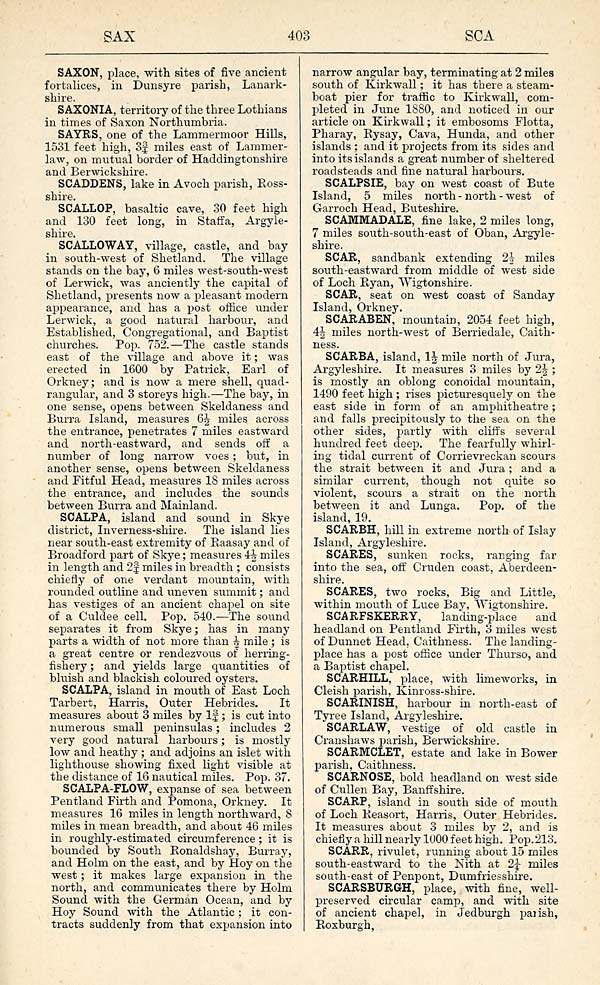 SAX 403 SCA
SAXON, place, with sites of five ancient
fortalices, in Dunsyre parish, Lanark-
shire.
SAXONIA, territory of the three Lothians
in times of Saxon Northumbria.
SAYRS, one of the Lammermoor Hills,
1531 feet high, 3¾ miles east of Lammer-
law, on mutual border of Haddingtonshire
and Berwickshire.
SCADDENS, lake in Avoch parish, Ross-
shire.
SCALLOP, basaltic cave, 30 feet high
and 130 feet long, in Staffa, Argyle-
shire.
SCALLOWAY, village, castle, and bay
in south-west of Shetland. The village
stands on the bay, 6 miles west-south-west
of Lerwick, was anciently the capital of
Shetland, presents now a pleasant modern
appearance, and has a post office under
Lerwick, a good natural harbour, and
Established, Congregational, and Baptist
churches. Pop. 752.—The castle stands
east of the village and above it; was
erected in 1600 by Patrick, Earl of
Orkney; and is now a mere shell, quad-
rangular, and 3 storeys high.—The bay, in
one sense, opens between Skeldaness and
Burra Island, measures 6½ miles across
the entrance, penetrates 7 miles eastward
and north-eastward, and sends off a
number of long narrow voes; but, in
another sense, opens between Skeldaness
and Fitful Head, measures 18 miles across
the entrance, and includes the sounds
between Burra and Mainland.
SCALPA, island and sound in Skye
district, Inverness-shire. The island lies
near south-east extremity of Raasay and of
Broadford part of Skye; measures 4½ miles
in length and 2¾ miles in breadth; consists
chiefly of one verdant mountain, with
rounded outline and uneven summit; and
has vestiges of an ancient chapel on site
of a Culdee cell. Pop. 540.—The sound
separates it from Skye; has in many
parts a width of not more than ½ mile; is
a great centre or rendezvous of herring-
fishery; and yields large quantities of
bluish and blackish coloured oysters.
SCALPA, island in mouth of East Loch
Tarbert, Harris, Outer Hebrides. It
measures about 3 miles by 1¾; is cut into
numerous small peninsulas; includes 2
very good natural harbours; is mostly
low and heathy; and adjoins an islet with
lighthouse showing fixed light visible at
the distance of 16 nautical miles. Pop. 37.
SCALPA-FLOW, expanse of sea between
Pentland Firth and Pomona, Orkney. It
measures 16 miles in length northward, 8
miles in mean breadth, and about 46 miles
in roughly-estimated circumference; it is
bounded by South Ronaldshay, Burray,
and Holm on the east, and by Hoy on the
west; it makes large expansion in the
north, and communicates there by Holm
Sound with the German Ocean, and by
Hoy Sound with the Atlantic; it con-
tracts suddenly from that expansion into
narrow angular bay, terminating at 2 miles
south of Kirkwall; it has there a steam-
boat pier for traffic to Kirkwall, com-
pleted in June 1880, and noticed in our
article on Kirkwall; it embosoms Flotta,
Pharay, Rysay, Cava, Hunda, and other
islands; and it projects from its sides and
into its islands a great number of sheltered
roadsteads and fine natural harbours.
SCALPSIE, bay on west coast of Bute
Island, 5 miles north-north-west of
Garroch Head, Buteshire.
SCAMMADALE, fine lake, 2 miles long,
7 miles south-south-east of Oban, Argyle-
shire.
SCAR, sandbank extending 2½ miles
south-eastward from middle of west side
of Loch Ryan, Wigtonshire.
SCAR, seat on west coast of Sanday
Island, Orkney.
SCARABEN, mountain, 2054 feet high,
4½ miles north-west of Berriedale, Caith-
ness.
SCARBA, island, 1½ mile north of Jura,
Argyleshire. It measures 3 miles by 2½;
is mostly an oblong conoidal mountain,
1490 feet high; rises picturesquely on the
east side in form of an amphitheatre;
and falls precipitously to the sea on the
other sides, partly with cliffs several
hundred feet deep. The fearfully whirl-
ing tidal current of Corrievreckan scours
the strait between it and Jura; and a
similar current, though not quite so
violent, scours a strait on the north
between it and Lunga. Pop. of the
island, 19.
SCARBH, hill in extreme north of Islay
Island, Argyleshire.
SCARES, sunken rocks, ranging far
into the sea, off Cruden coast, Aberdeen-
shire.
SCARES, two rocks, Big and Little,
within mouth of Luce Bay, Wigtonshire.
SCARFSKERRY, landing-place and
headland on Pentland Firth, 3 miles west
of Dunnet Head, Caithness. The landing-
place has a post office under Thurso, and
a Baptist chapel.
SCARHILL, place, with limeworks, in
Cleish parish, Kinross-shire.
SCARINISH, harbour in north-east of
Tyree Island, Argyleshire.
SCARLAW, vestige of old castle in
Cranshaws parish, Berwickshire.
SCARMCLET, estate and lake in Bower
parish, Caithness.
SCARNOSE, bold headland on west side
of Cullen Bay, Banffshire.
SCARP, island in south side of mouth
of Loch Reasort, Harris, Outer Hebrides.
It measures about 3 miles by 2, and is
chiefly a hill nearly 1000 feet high. Pop. 213.
SCARR, rivulet, running about 15 miles
south-eastward to the Nith at 2¼ miles
south-east of Penpont, Dumfriesshire.
SCARSBURGH, place, with fine, well-
preserved circular camp, and with site
of ancient chapel, in Jedburgh parish,
Roxburgh,